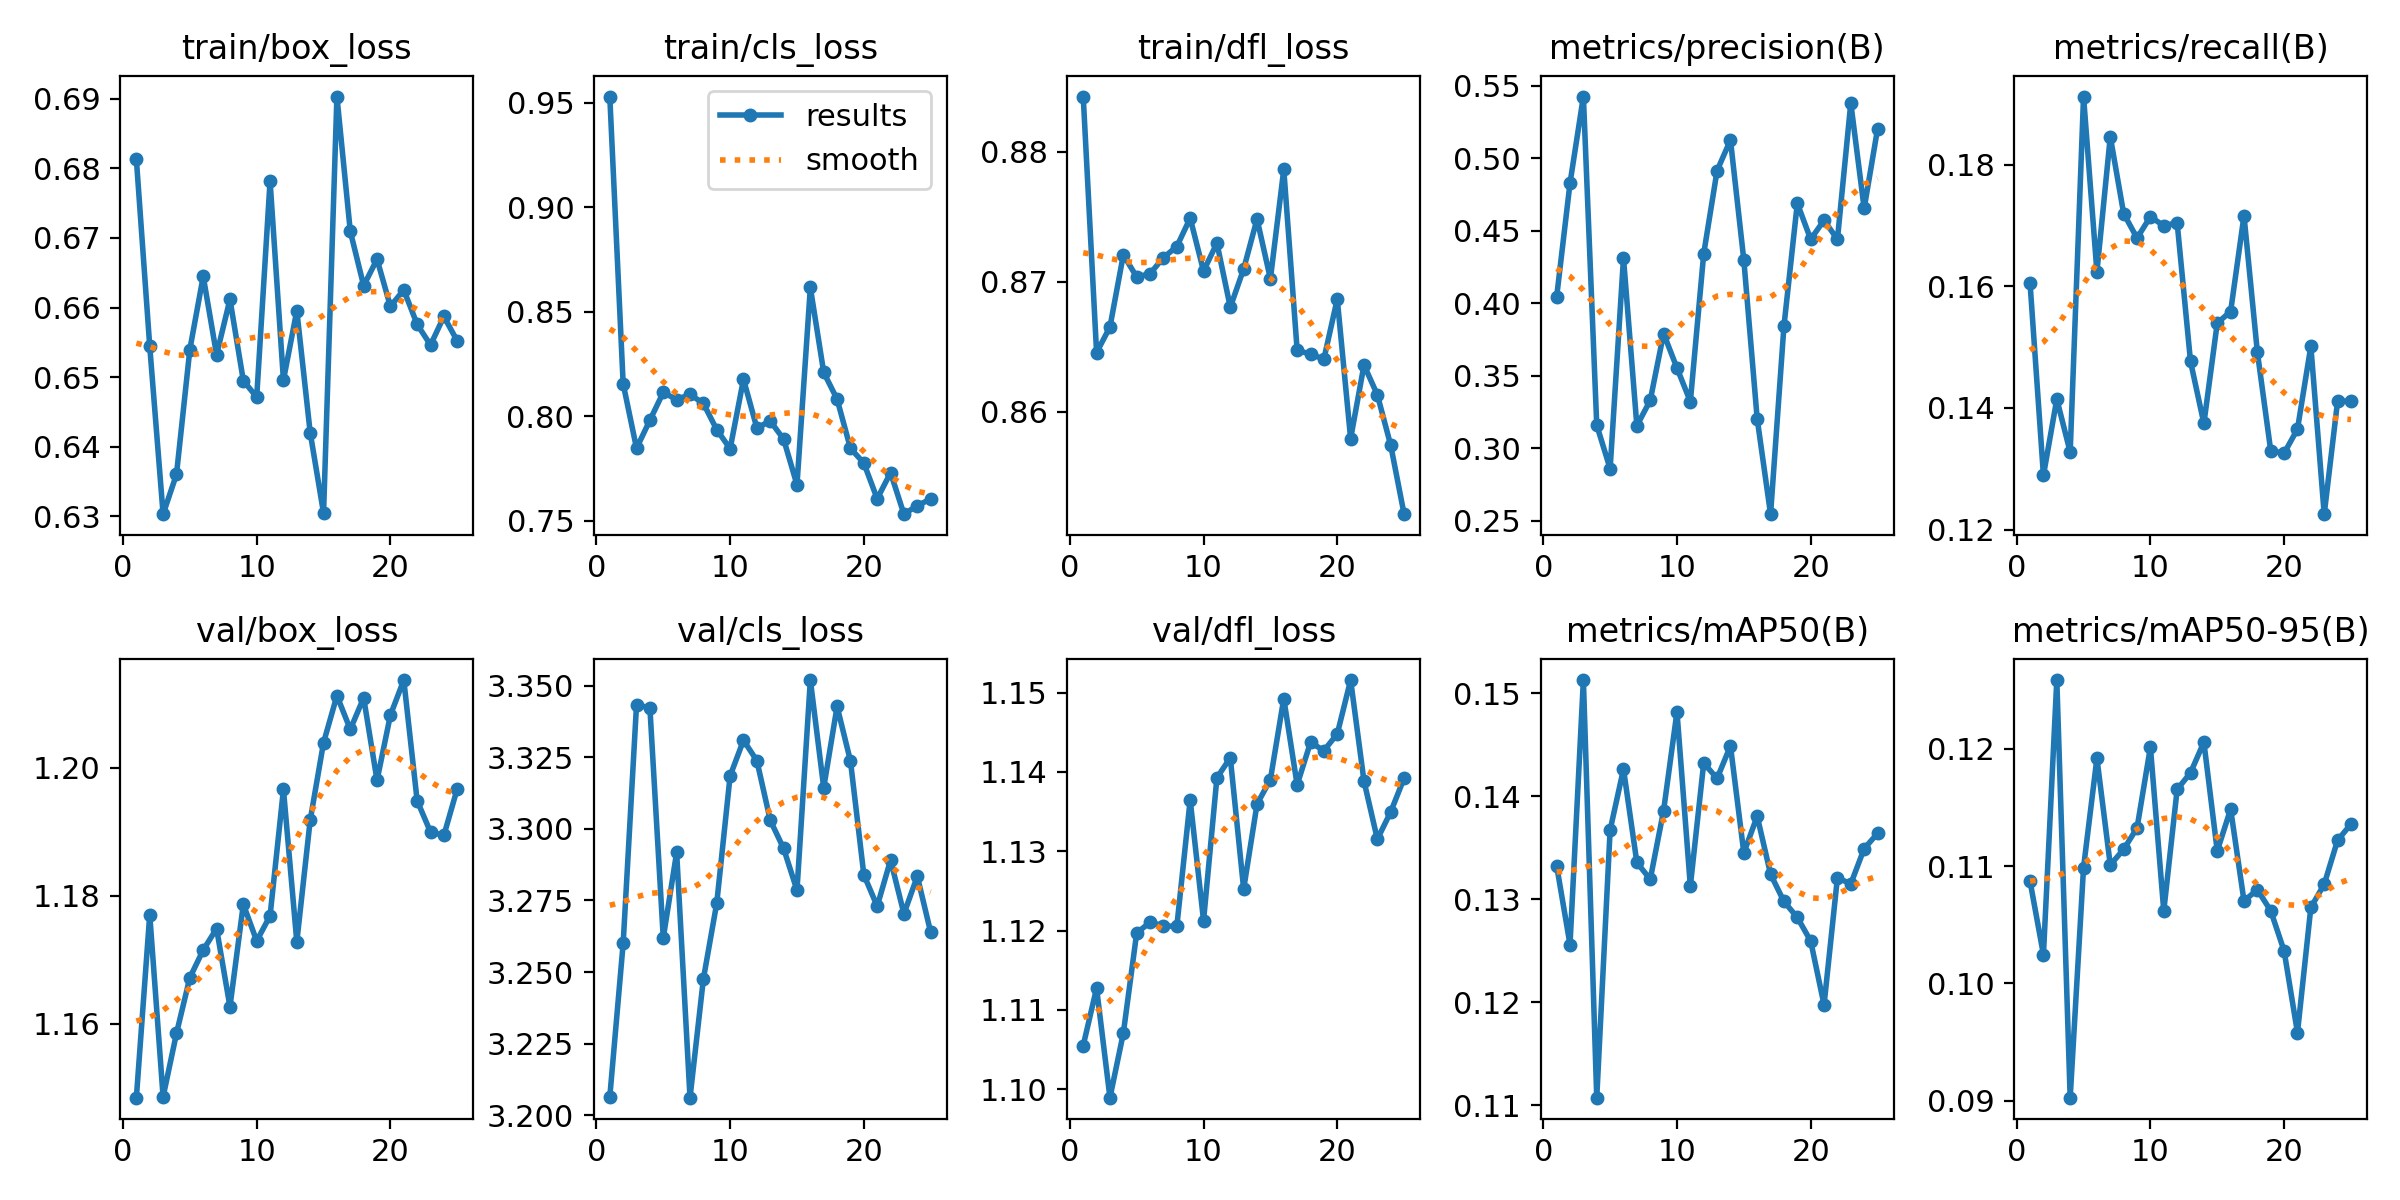 train/box_loss
train/cls_loss
train/dfl_loss
metrics/precision(B)
metrics/recall(B)
0.69
0.68
0.67
0.66
0.65
0.64
0.63
0 10 20
0.95
0.90
0.85
0.80
0.75
0 10 20
results
smooth
0.88
0.87
0.86
0 10 20
0.55
0.50
0.45
0.40
0.35
0.30
0.25
0 10 20
0.18
0.16
0.14
0.12
0 10 20
val/box_loss
val/cls_loss
val/dfl_loss
metrics/mAP50(B)
metrics/mAP50-95(B)
1.20
1.18
1.16
0 10 20
3.350
3.325
3.300
3.275
3.250
3.225
3.200
0 10 20
1.15
1.14
1.13
1.12
1.11
1.10
0 10 20
0.15
0.14
0.13
0.12
0.11
0 10 20
0.12
0.11
0.10
0.09
0 10 20